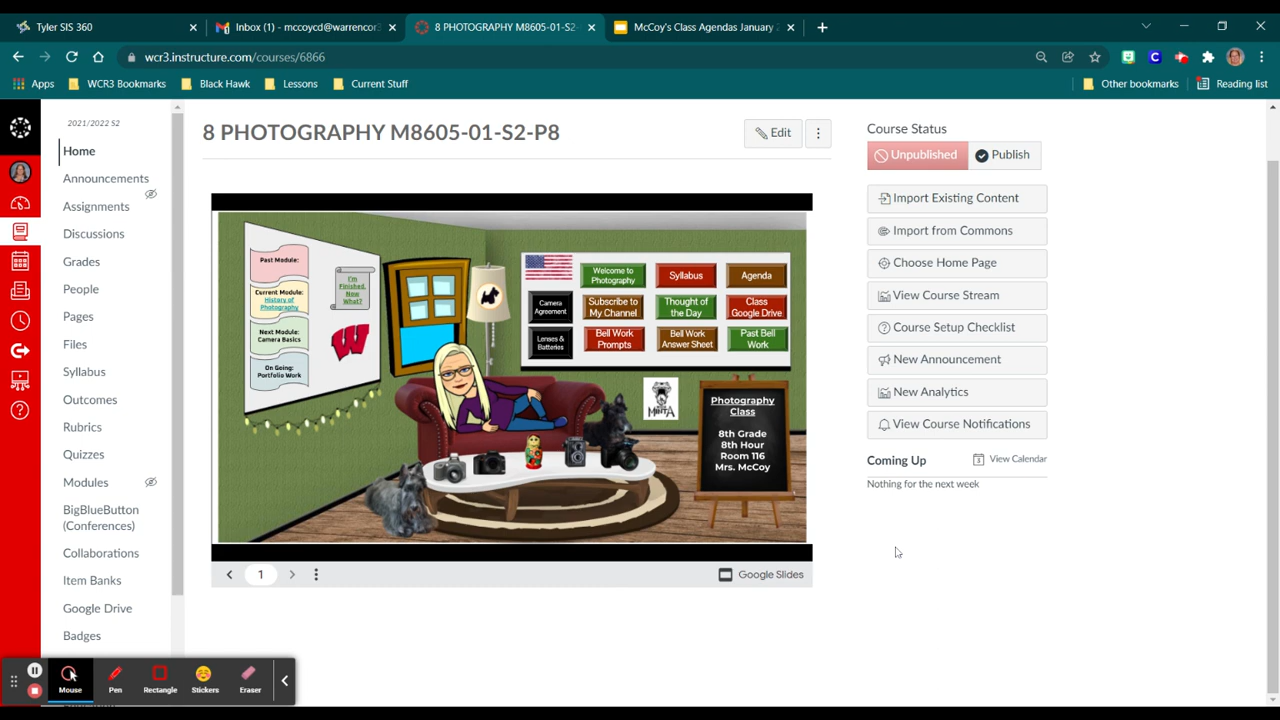 Tyler SIS 360
Inbox (1) - mccoycd@warrencor3
8 PHOTOGRAPHY M8605-01-S2-
McCoy's Class Agendas January 2
wcr3.instructure.com/courses/6866
Apps
WCR3 Bookmarks
Black Hawk
Lessons
Current Stuff
Other bookmarks
Reading list
2021/2022 S2
Home
Announcements
Assignments
Discussions
Grades
People
Pages
Files
Syllabus
Outcomes
Rubrics
Quizzes
Modules
BigBlueButton
(Conferences)
Collaborations
Item Banks
Google Drive
Badges
8 PHOTOGRAPHY M8605-01-S2-P8
Edit
Past Module:
Current Module:
History of
Photography
Next Module:
Camera Basics
On Going:
Portfolio Work
I'm
Finished.
Now
What!
W
Welcome to
Photography
Syllabus
Agenda
Camera
Agreement
Subscribe to
My Channel
Thought of
the Day
Class
Google Drive
Lenses &
Batteries
Bell Work
Prompts
Bell Work
Answer Sheet
Past Bell
Work
Photography
Class
8th Grade
8th Hour
Room 116
Mrs. McCoy
1
Google Slides
Course Status
Unpublished
Publish
Import Existing Content
Import from Commons
Choose Home Page
View Course Stream
Course Setup Checklist
New Announcement
New Analytics
View Course Notifications
Coming Up
View Calendar
Nothing for the next week
Mouse
Pen
Rectangle
Stickers
Eraser